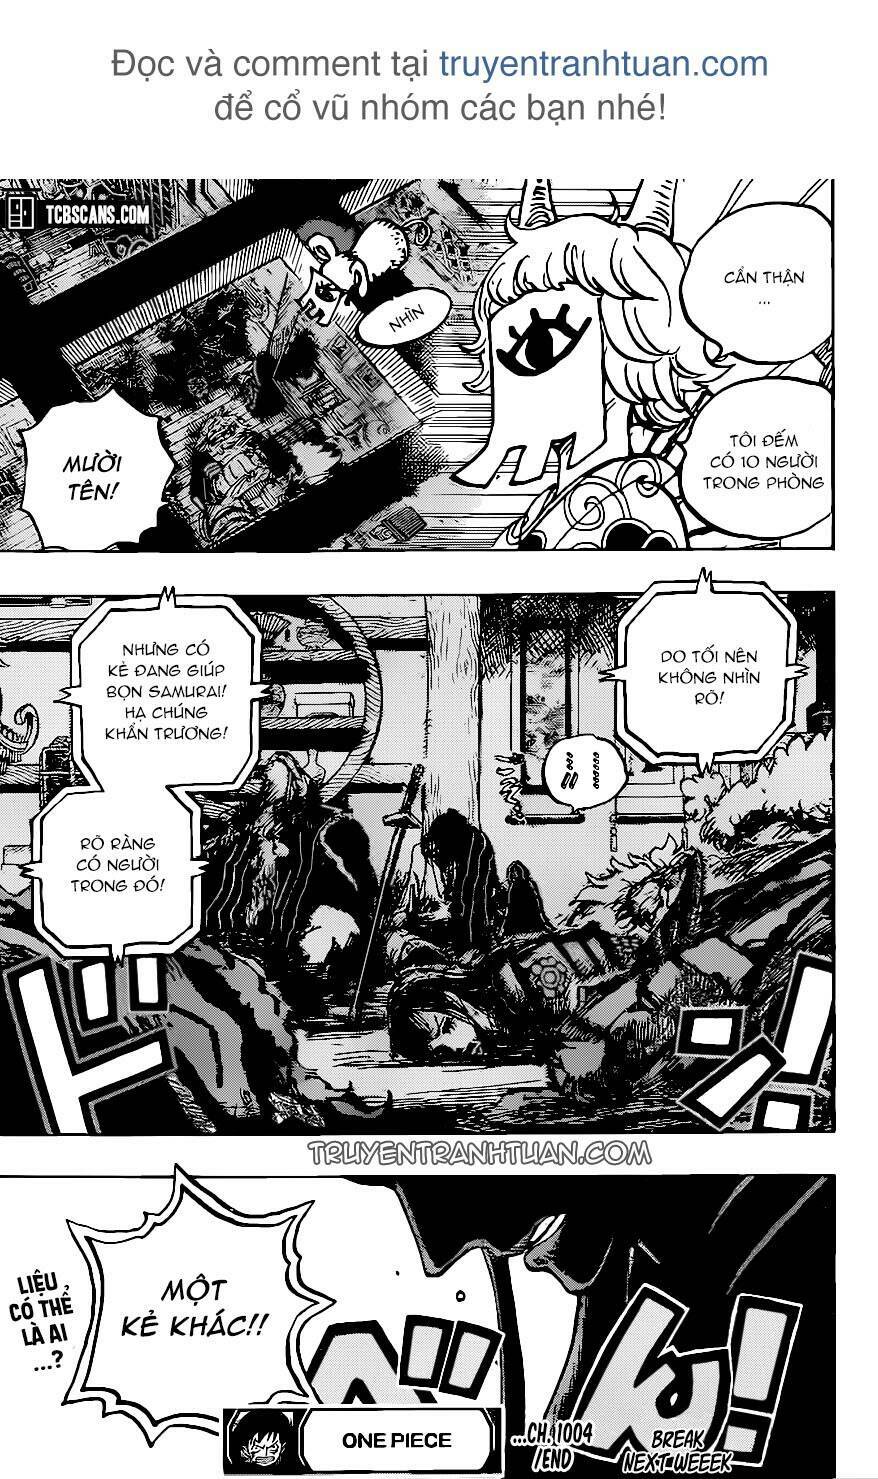 Đọc và comment tại truyentranhtuan.com
để cổ vũ nhóm các bạn nhé!
TCBSCANS.COM
CẨN THẬN
...
NHÌN
TÔI ĐẾM
CÓ 10 NGƯỜI
TRONG PHÒNG
MƯỜI
TÊN!
DO TỐI NÊN
KHÔNG NHÌN
RÕ!
NHƯNG CÓ
KẺ ĐANG GIÚP
BỌN SAMURAI!
HẠ CHÚNG
KHẨN TRƯƠNG!
RÕ RÀNG
CÓ NGƯỜI
TRONG ĐÓ!
ド
ン!
TRUYENTRANHTUAN.COM
MỘT
KẺ KHÁC!!
LIỆU
CÓ THỂ
LÀ AI
...?
ONE PIECE
...CH. 1004
/END
BREAK
NEXT WEEEK